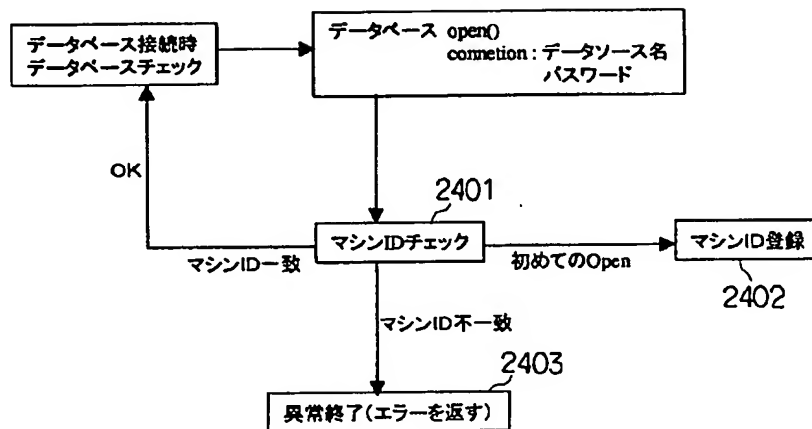 データベース接続時
データベースチェック
データベース open()
connetion : データソース名
パスワード
OK
2401
マシンIDチェック
マシンID一致
初めてのOpen
マシンID登録
2402
マシンID不一致
2403
異常終了(エラーを返す)